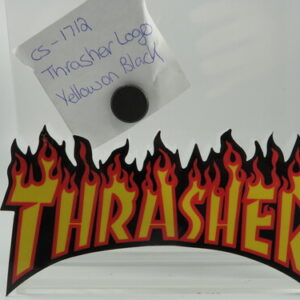 CS-1712
Thrasher Logo
Yellow on Black
THRASHER